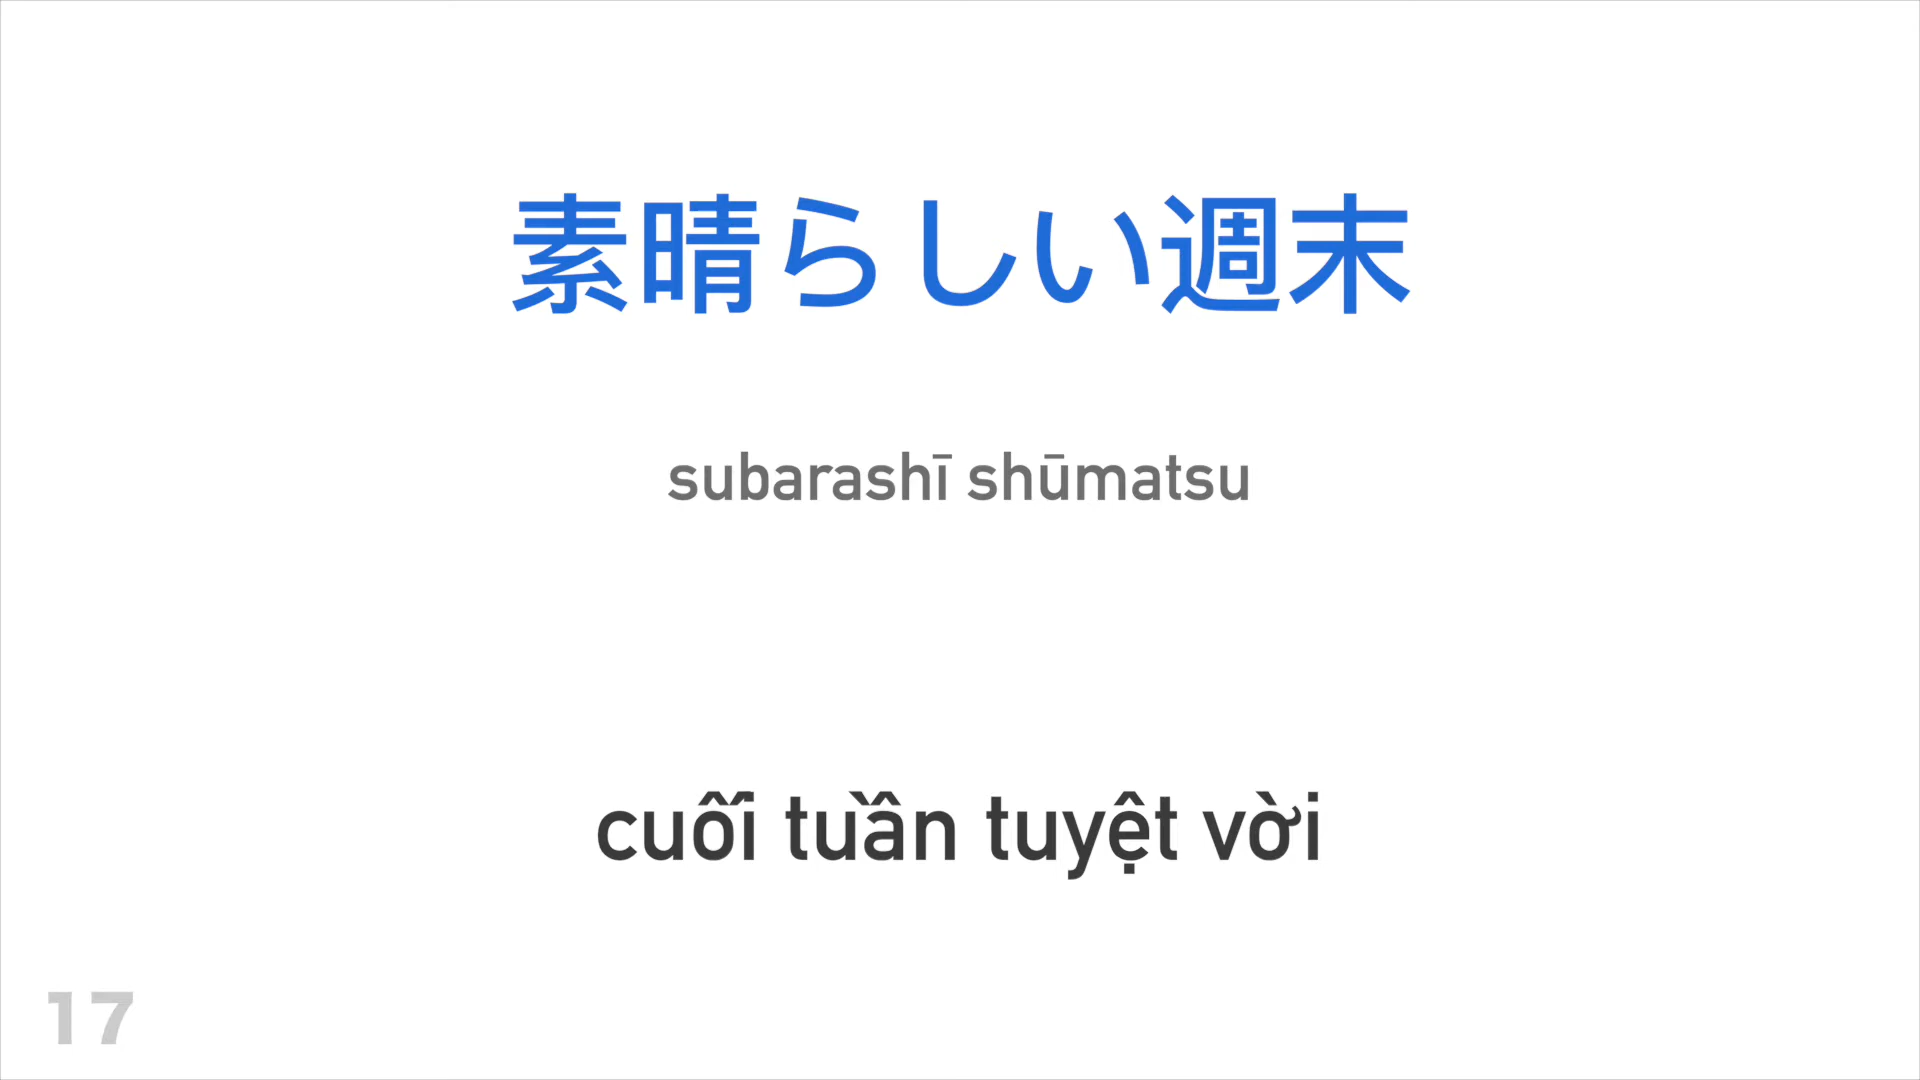 素晴らしい週末
subarashī shūmatsu
cuối tuần tuyệt vời
17